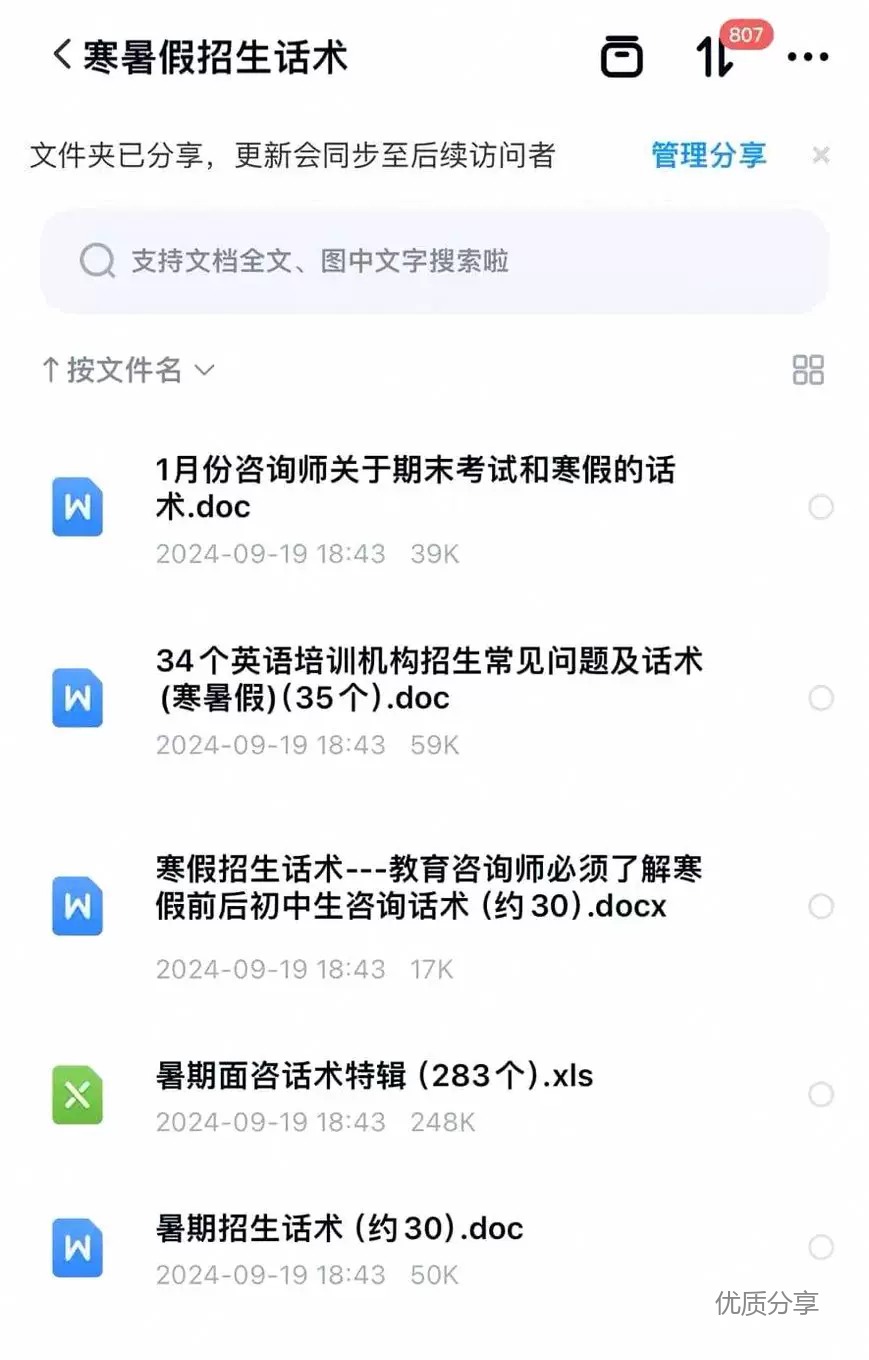 寒暑假招生话术
807
文件夹已分享，更新会同步至后续访问者 管理分享
支持文档全文、图中文字搜索啦
按文件名
1月份咨询师关于期末考试和寒假的话
术.doc
2024-09-19 18:43 39K
34个英语培训机构招生常见问题及话术
(寒暑假)(35个).doc
2024-09-19 18:43 59K
寒假招生话术---教育咨询师必须了解寒
假前后初中生咨询话术（约30）.docx
2024-09-19 18:43 17K
暑期面咨话术特辑（283个）.xls
2024-09-19 18:43 248K
暑期招生话术（约30）.doc
2024-09-19 18:43 50K
优质分享